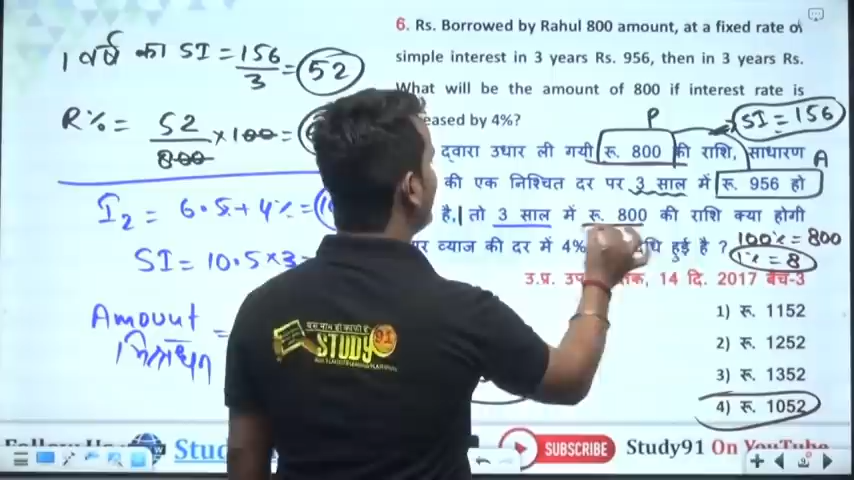 6. Rs. Borrowed by Rahul 800 amount, at a fixed rate of
simple interest in 3 years Rs. 956, then in 3 years Rs.
What will be the amount of 800 if interest rate is
eased by 4%?
द्वारा उधार ली गयी रू. 800 की राशि, साधारण
की एक निश्चित दर पर 3 साल में रू. 956 हो
है, तो 3 साल में रू. 800 की राशि क्या होगी
व्याज की दर में 4% हुई है ?
14 दि. 2017 बैच-3
1) रू. 1152
2) रू. 1252
3) रू. 1352
4) रू. 1052
P
SI = 156
A
100% = 800
1% = 8
1 वर्ष का SI = 156/3 = 52
R% = 52/800 × 100 =
I2 = 6.5 + 4% =
SI = 10.5 × 3
Amount =
मिश्रधन
STUDY 91
SUBSCRIBE
Study91 On YouTube